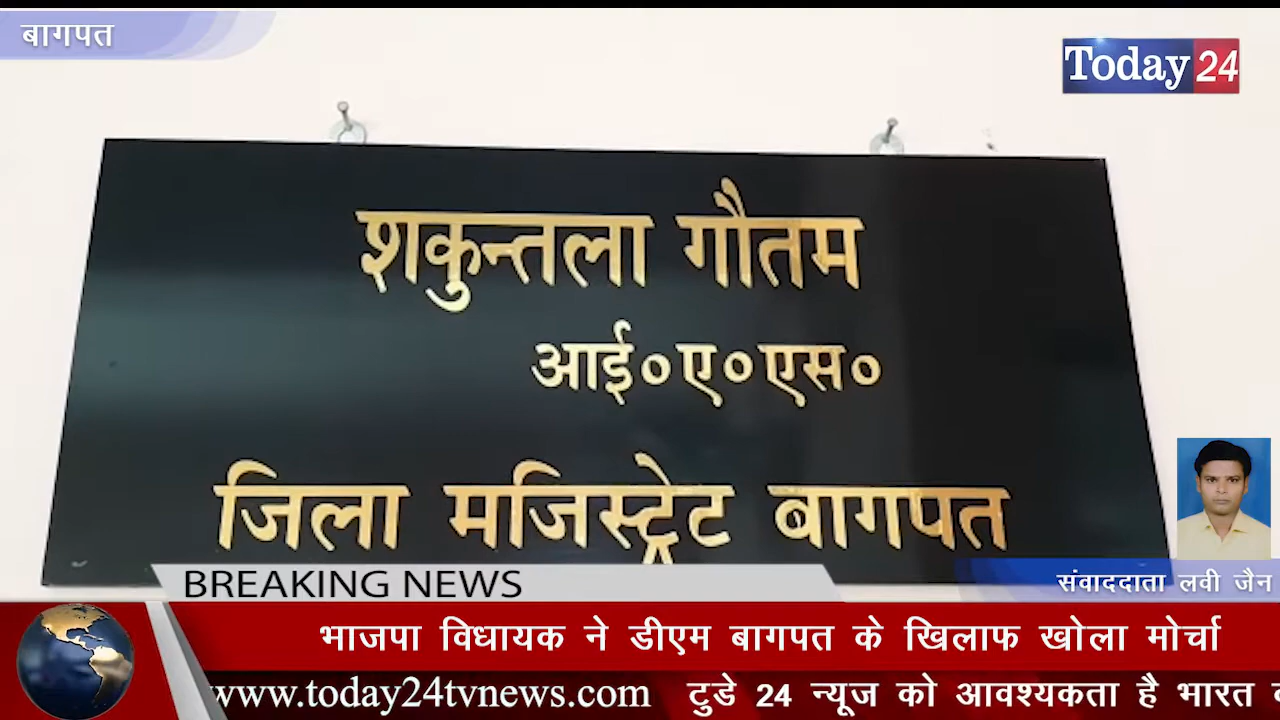 बागपत
Today 24
शकुन्तला गौतम
आई०ए०एस०
जिला मजिस्ट्रेट बागपत
संवाददाता लवी जैन
BREAKING NEWS
भाजपा विधायक ने डीएम बागपत के खिलाफ खोला मोर्चा
www.today24tvnews.com टुडे 24 न्यूज को आवश्यकता है भारत